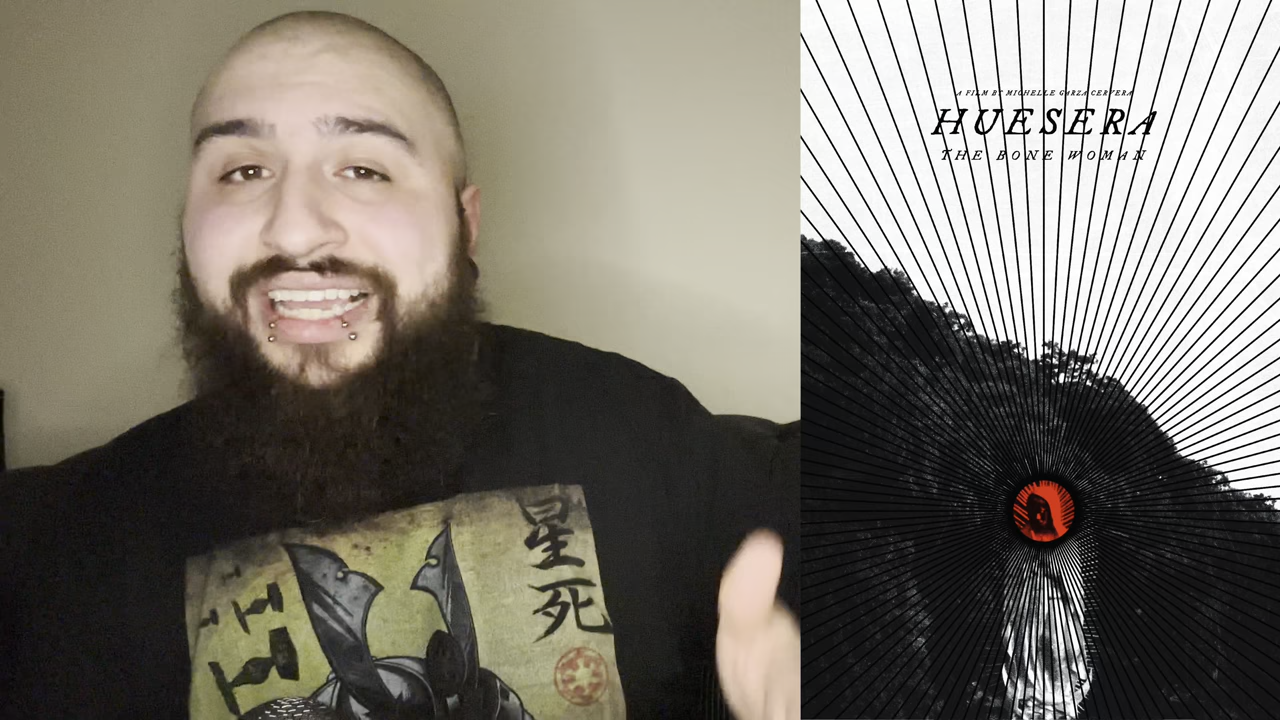 星
死
A FILM BY MICHELLE GARZA CERVERA
HUESERA
THE BONE WOMAN